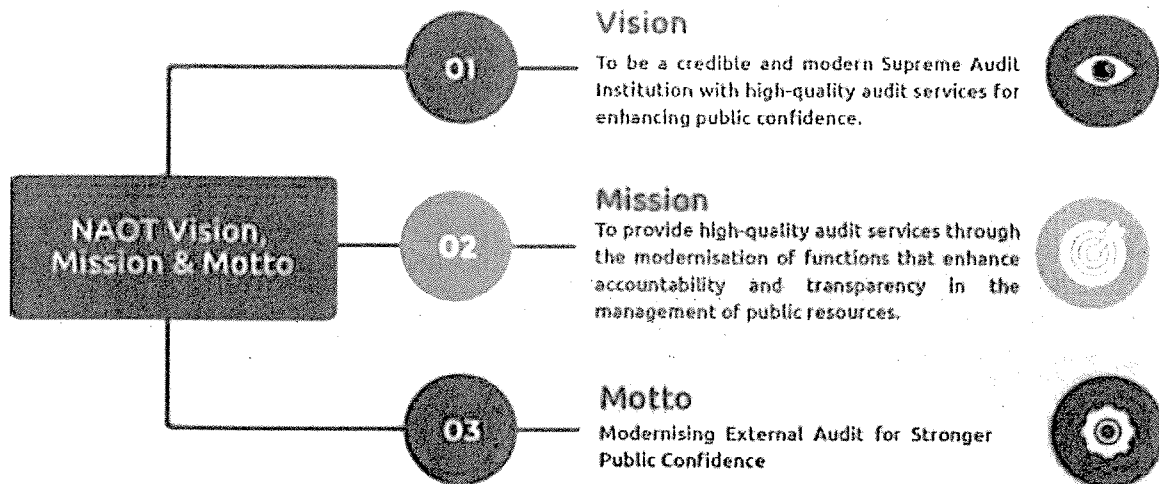 NAOT Vision,
Mission & Motto
01
Vision
To be a credible and modern Supreme Audit
Institution with high-quality audit services for
enhancing public confidence.
02
Mission
To provide high-quality audit services through
the modernisation of functions that enhance
accountability and transparency in the
management of public resources.
03
Motto
Modernising External Audit for Stronger
Public Confidence